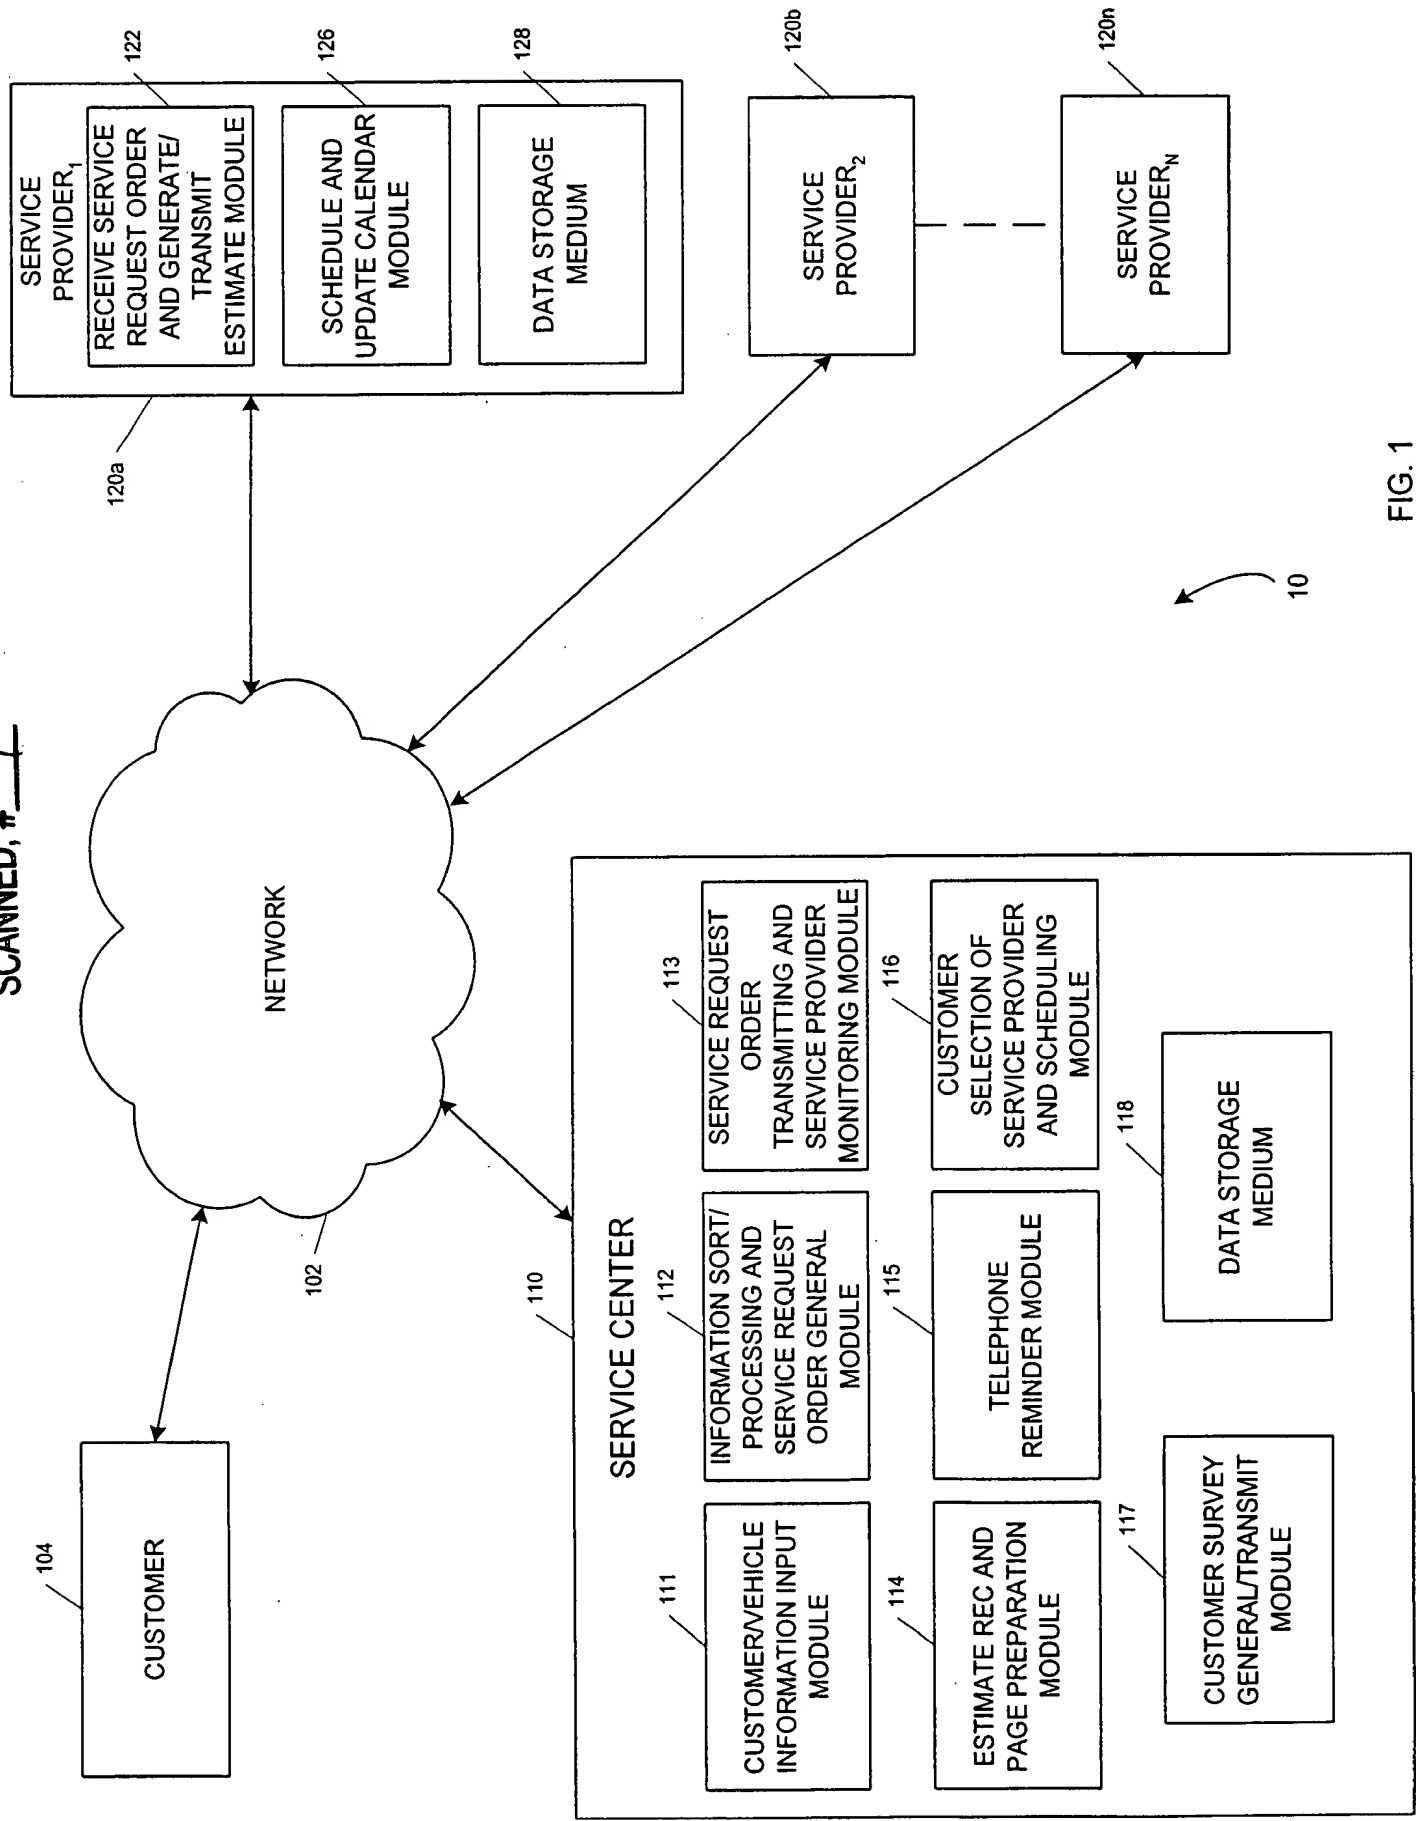 SCANNED, #
104
CUSTOMER
102
NETWORK
120a
SERVICE
PROVIDER1
122
RECEIVE SERVICE
REQUEST ORDER
AND GENERATE/
TRANSMIT
ESTIMATE MODULE
126
SCHEDULE AND
UPDATE CALENDAR
MODULE
128
DATA STORAGE
MEDIUM
120b
SERVICE
PROVIDER2
120n
SERVICE
PROVIDERN
110
SERVICE CENTER
111
CUSTOMER/VEHICLE
INFORMATION INPUT
MODULE
112
INFORMATION SORT/
PROCESSING AND
SERVICE REQUEST
ORDER GENERAL
MODULE
113
SERVICE REQUEST
ORDER
TRANSMITTING AND
SERVICE PROVIDER
MONITORING MODULE
114
ESTIMATE REC AND
PAGE PREPARATION
MODULE
115
TELEPHONE
REMINDER MODULE
116
CUSTOMER
SELECTION OF
SERVICE PROVIDER
AND SCHEDULING
MODULE
117
CUSTOMER SURVEY
GENERAL/TRANSMIT
MODULE
118
DATA STORAGE
MEDIUM
10
FIG. 1